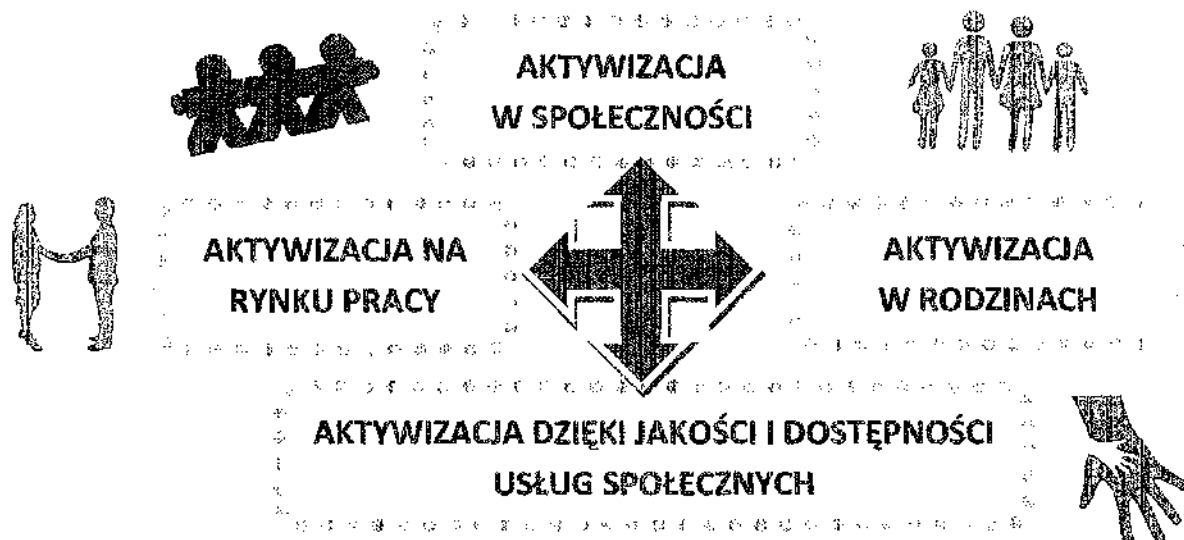 AKTYWIZACJA
W SPOŁECZNOŚCI
AKTYWIZACJA NA
RYNKU PRACY
AKTYWIZACJA
W RODZINACH
AKTYWIZACJA DZIĘKI JAKOŚCI I DOSTĘPNOŚCI
USŁUG SPOŁECZNYCH